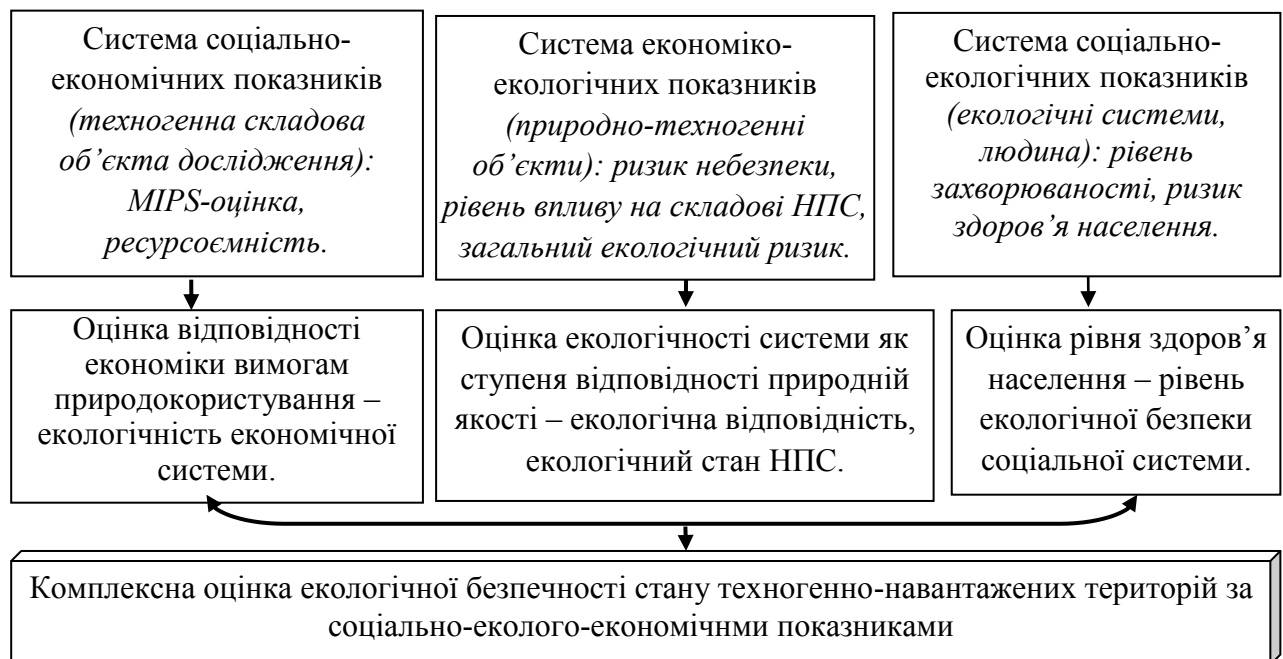 Система соціально-
економічних показників
(техногенна складова
об’єкта дослідження):
MIPS-оцінка,
ресурсоємність.
Система економіко-
екологічних показників
(природно-техногенні
об’єкти): ризик небезпеки,
рівень впливу на складові НПС,
загальний екологічний ризик.
Система соціально-
екологічних показників
(екологічні системи,
людина): рівень
захворюваності, ризик
здоров’я населення.
Оцінка відповідності
економіки вимогам
природокористування –
екологічність економічної
системи.
Оцінка екологічності системи як
ступеня відповідності природній
якості – екологічна відповідність,
екологічний стан НПС.
Оцінка рівня здоров’я
населення – рівень
екологічної безпеки
соціальної системи.
Комплексна оцінка екологічної безпечності стану техногенно-навантажених територій за
соціально-еколого-економічнми показниками